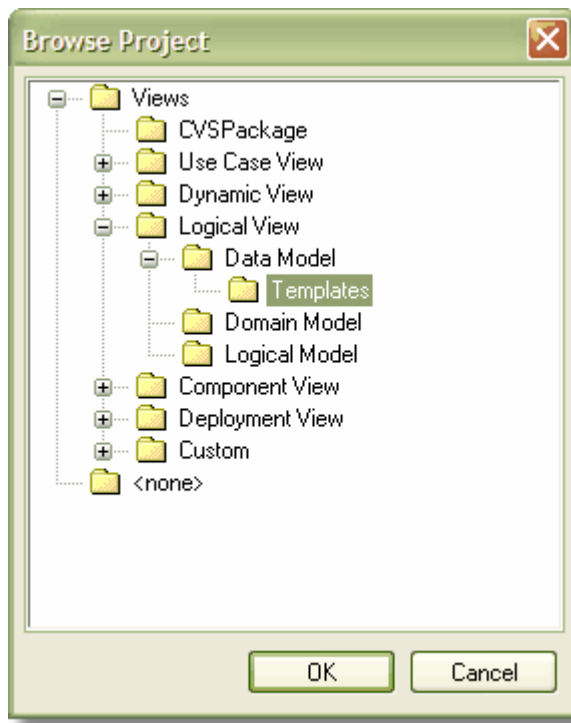 Browse Project
Views
CVSPackage
Use Case View
Dynamic View
Logical View
Data Model
Templates
Domain Model
Logical Model
Component View
Deployment View
Custom
<none>
OK
Cancel